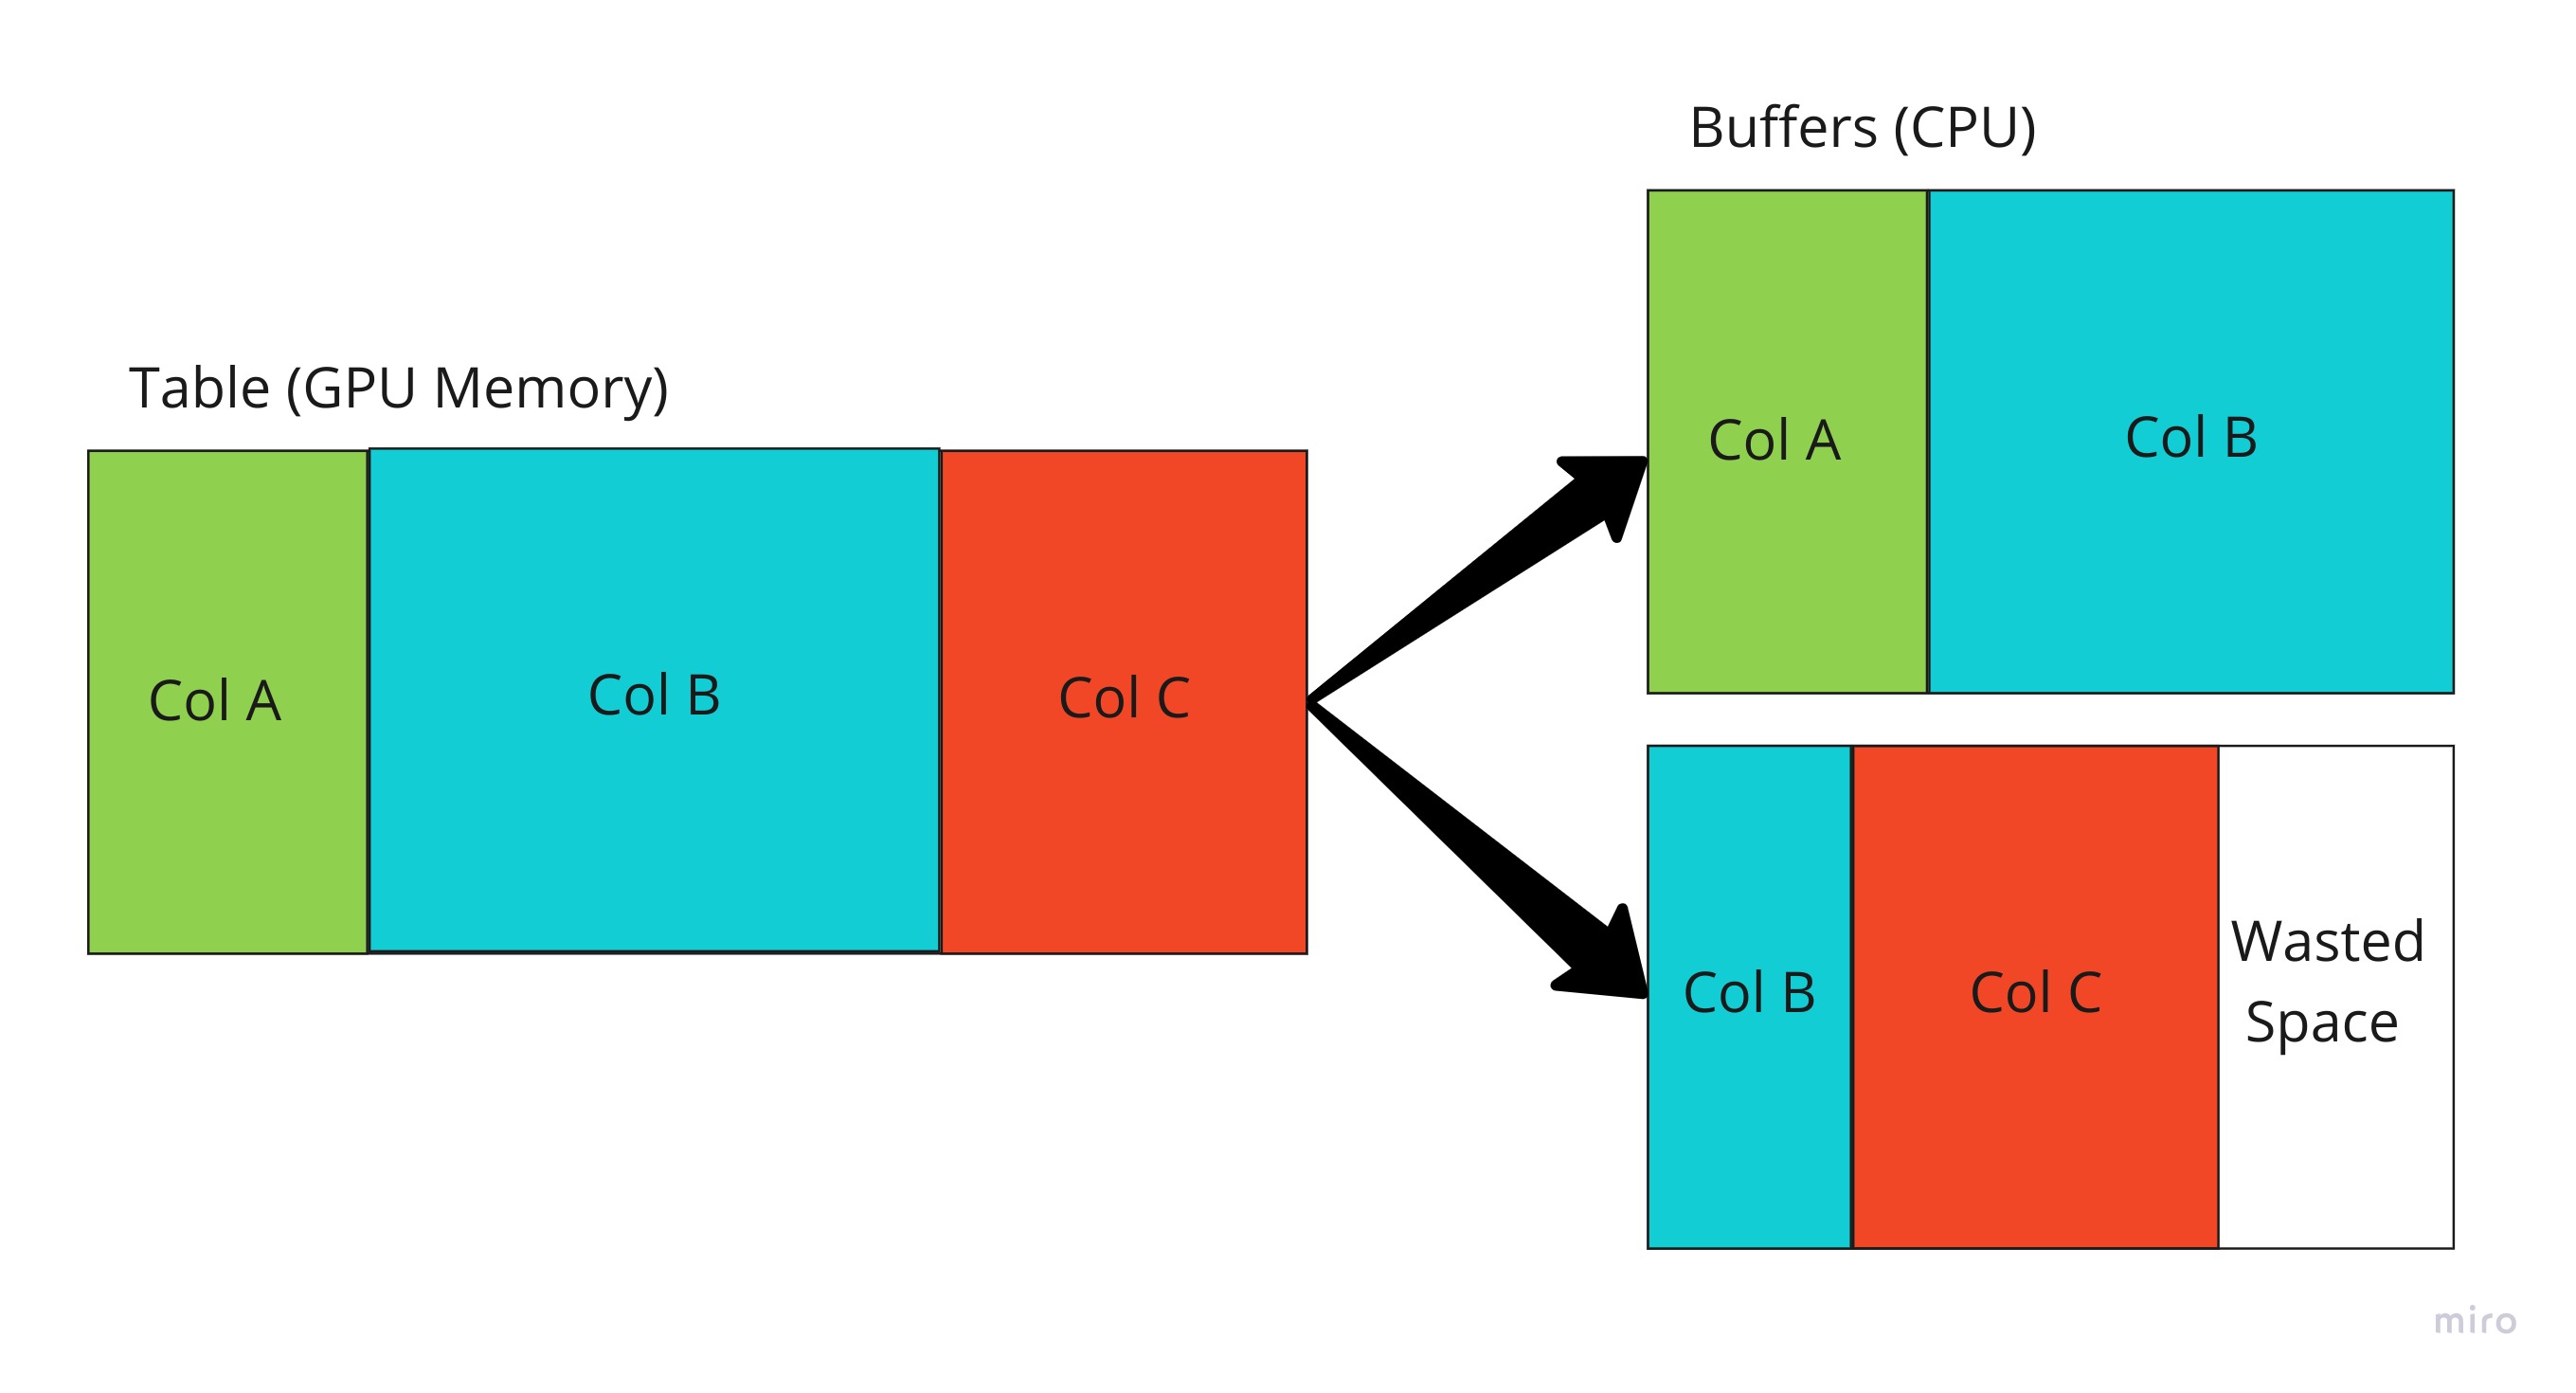 Buffers (CPU)
Table (GPU Memory)
Col A
Col B
Col C
Col A
Col B
Col B
Col C
Wasted
Space
miro